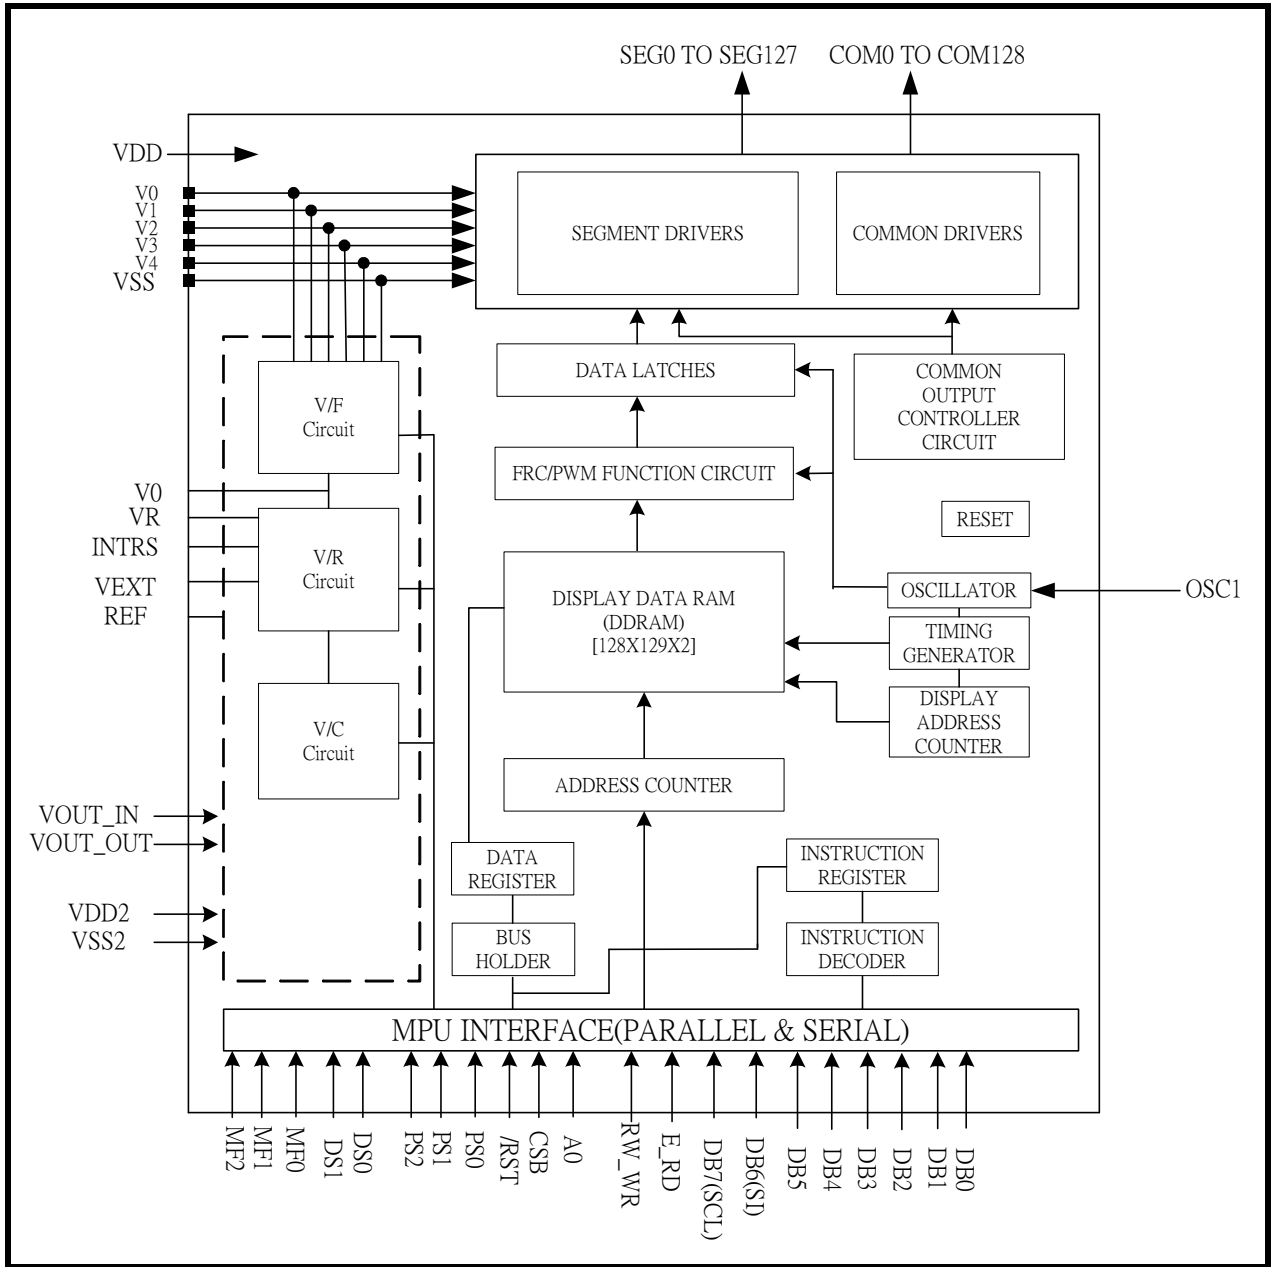 SEG0 TO SEG127
COM0 TO COM128
VDD
V0
V1
V2
V3
V4
VSS
SEGMENT DRIVERS
COMMON DRIVERS
DATA LATCHES
COMMON
OUTPUT
CONTROLLER
CIRCUIT
V/F
Circuit
FRC/PWM FUNCTION CIRCUIT
V0
VR
INTRS
VEXT
REF
V/R
Circuit
RESET
DISPLAY DATA RAM
(DDRAM)
[128X129X2]
OSCILLATOR
OSC1
TIMING
GENERATOR
DISPLAY
ADDRESS
COUNTER
V/C
Circuit
ADDRESS COUNTER
VOUT_IN
VOUT_OUT
DATA
REGISTER
INSTRUCTION
REGISTER
VDD2
VSS2
BUS
HOLDER
INSTRUCTION
DECODER
MPU INTERFACE(PARALLEL & SERIAL)
MF2
MF1
MF0
DS1
DS0
PS2
PS1
PS0
/RST
CSB
A0
RW_WR
E_RD
DB7(SCL)
DB6(SI)
DB5
DB4
DB3
DB2
DB1
DB0